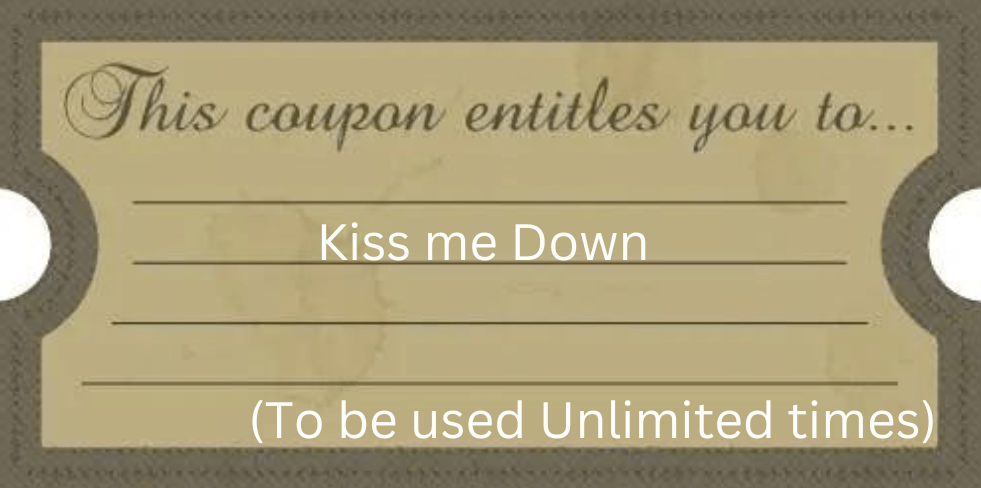 This coupon entitles you to...
Kiss me Down
(To be used Unlimited times)